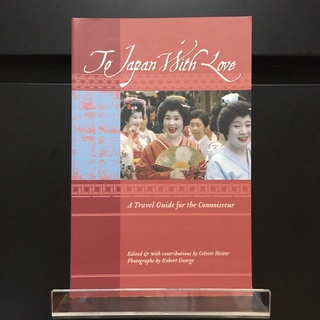 To Japan With Love
A Travel Guide for the Connoisseur
Edited & with contributions by Celeste Heiter
Photographs by Robert George